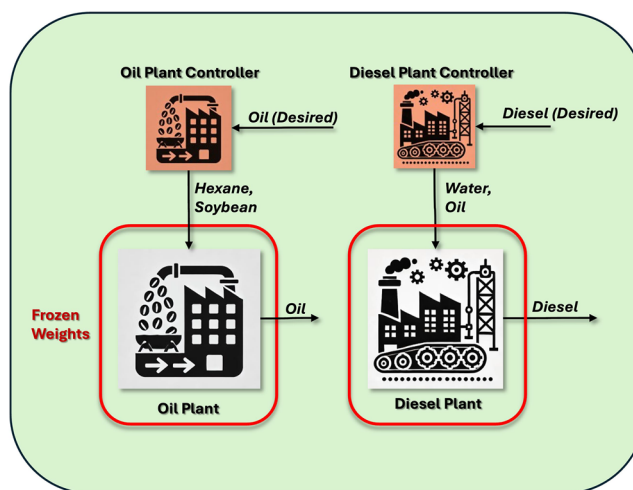 Oil Plant Controller
Diesel Plant Controller
Oil (Desired)
Diesel (Desired)
Hexane,
Soybean
Water,
Oil
Frozen
Weights
Oil
Diesel
Oil Plant
Diesel Plant